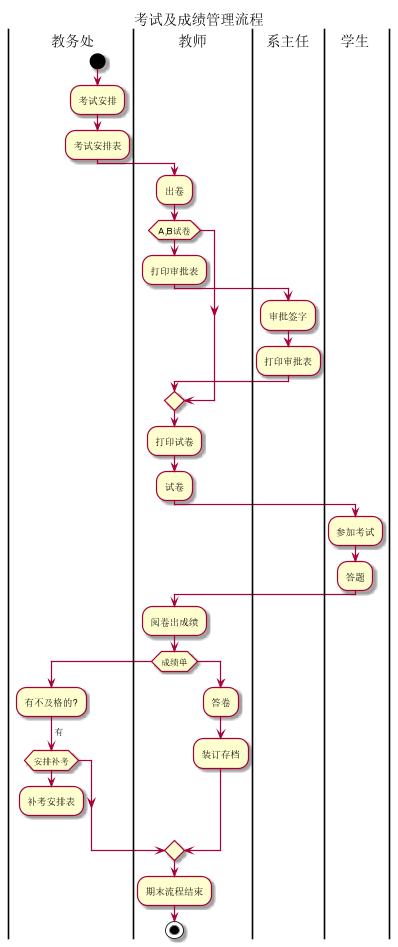 考试及成绩管理流程
教务处
教师
系主任
学生
考试安排
考试安排表
出卷
A,B试卷
打印审批表
审批签字
打印审批表
打印试卷
试卷
参加考试
答题
阅卷出成绩
成绩单
有不及格的?
答卷
有
装订存档
安排补考
补考安排表
期末流程结束